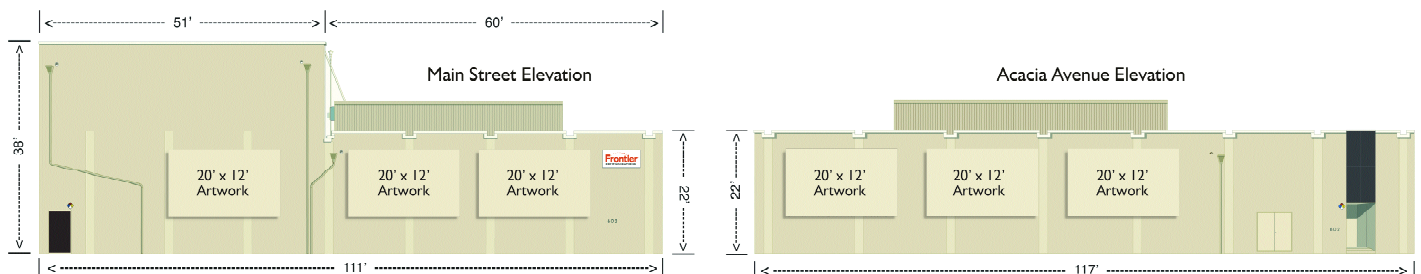 51'
60'
Main Street Elevation
38'
20' x 12'
Artwork
20' x 12'
Artwork
20' x 12'
Artwork
Frontier
22'
111'
Acacia Avenue Elevation
22'
20' x 12'
Artwork
20' x 12'
Artwork
20' x 12'
Artwork
117'